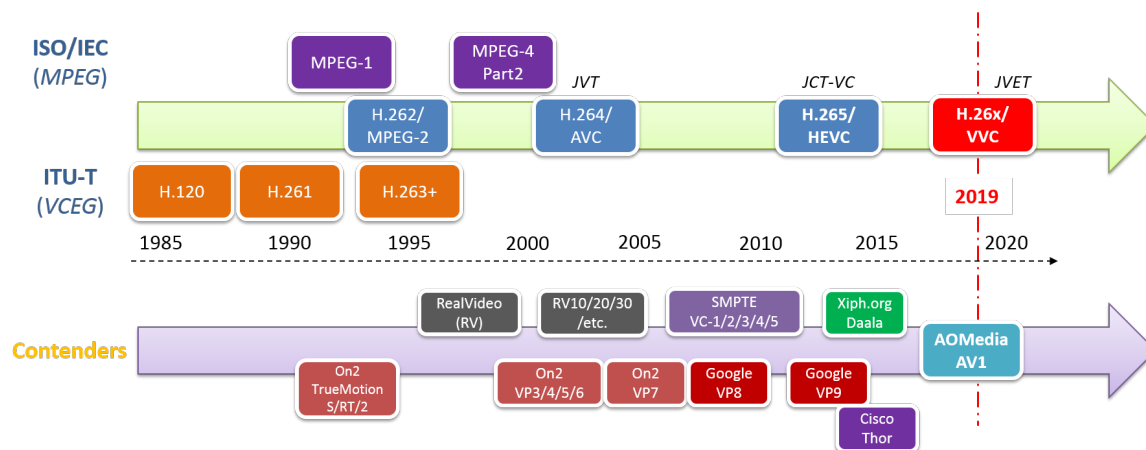 ISO/IEC
(MPEG)
MPEG-1
MPEG-4
Part2
JVT
JCT-VC
JVET
H.262/
MPEG-2
H.264/
AVC
H.265/
HEVC
H.26x/
VVC
ITU-T
(VCEG)
H.120
H.261
H.263+
2019
1985
1990
1995
2000
2005
2010
2015
2020
Contenders
RealVideo
(RV)
RV10/20/30
/etc.
SMPTE
VC-1/2/3/4/5
Xiph.org
Daala
AOMedia
AV1
On2
TrueMotion
S/RT/2
On2
VP3/4/5/6
On2
VP7
Google
VP8
Google
VP9
Cisco
Thor